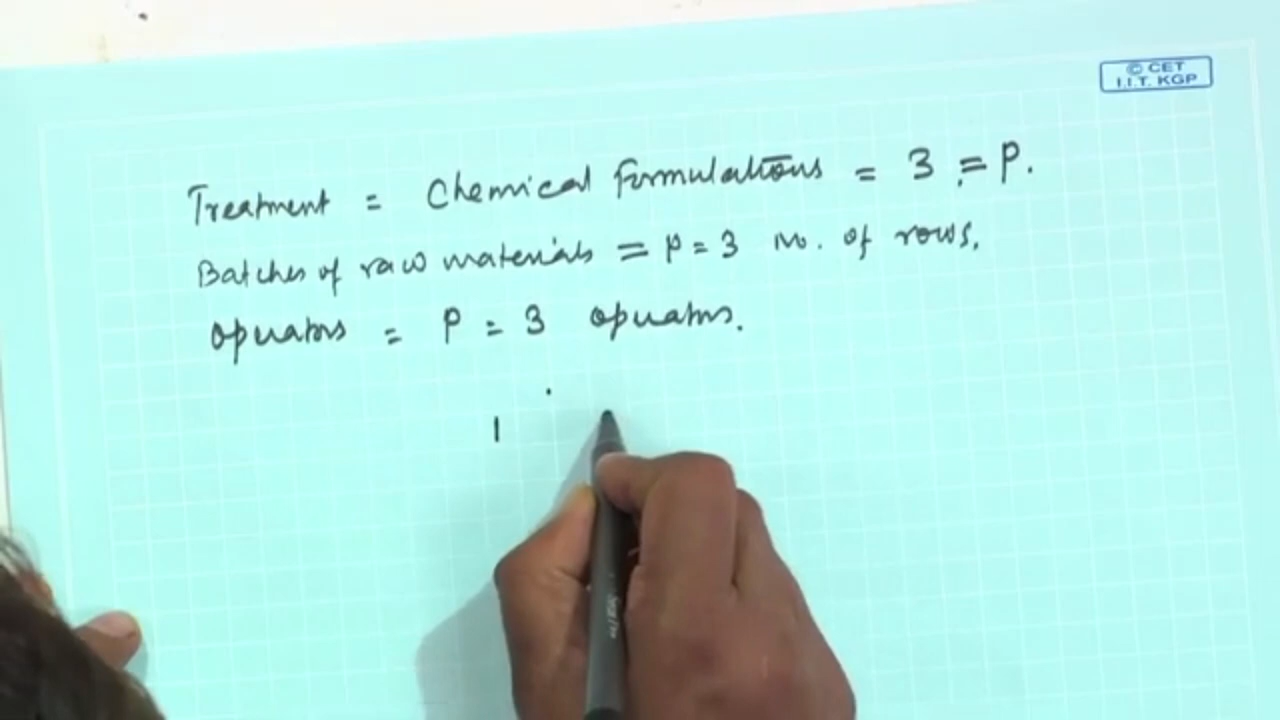 © CET
I.I.T. KGP
Treatment = Chemical Formulations = 3 = P.
Batches of raw materials = p = 3 no. of rows.
operators = P = 3 operators.
1